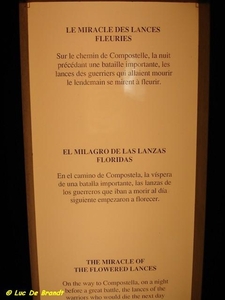 LE MIRACLE DES LANCES
FLEURIES
Sur le chemin de Compostelle, la nuit
précédant une bataille importante, les
lances des guerriers qui allaient mourir
le lendemain se mirent à fleurir.
EL MILAGRO DE LAS LANZAS
FLORIDAS
En el camino de Compostela, la víspera
de una batalla importante, las lanzas de
los guerreros que iban a morir al día
siguiente empezaron a florecer.
THE MIRACLE OF
THE FLOWERED LANCES
On the way to Compostella, on a night
before a great battle, the lances of the
warriors who would die the next day
© Luc De Brandt